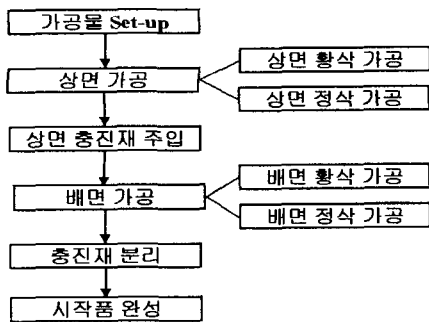 가공물 Set-up
상면 가공
상면 황삭 가공
상면 정삭 가공
상면 충진재 주입
배면 가공
배면 황삭 가공
배면 정삭 가공
충진재 분리
시작품 완성